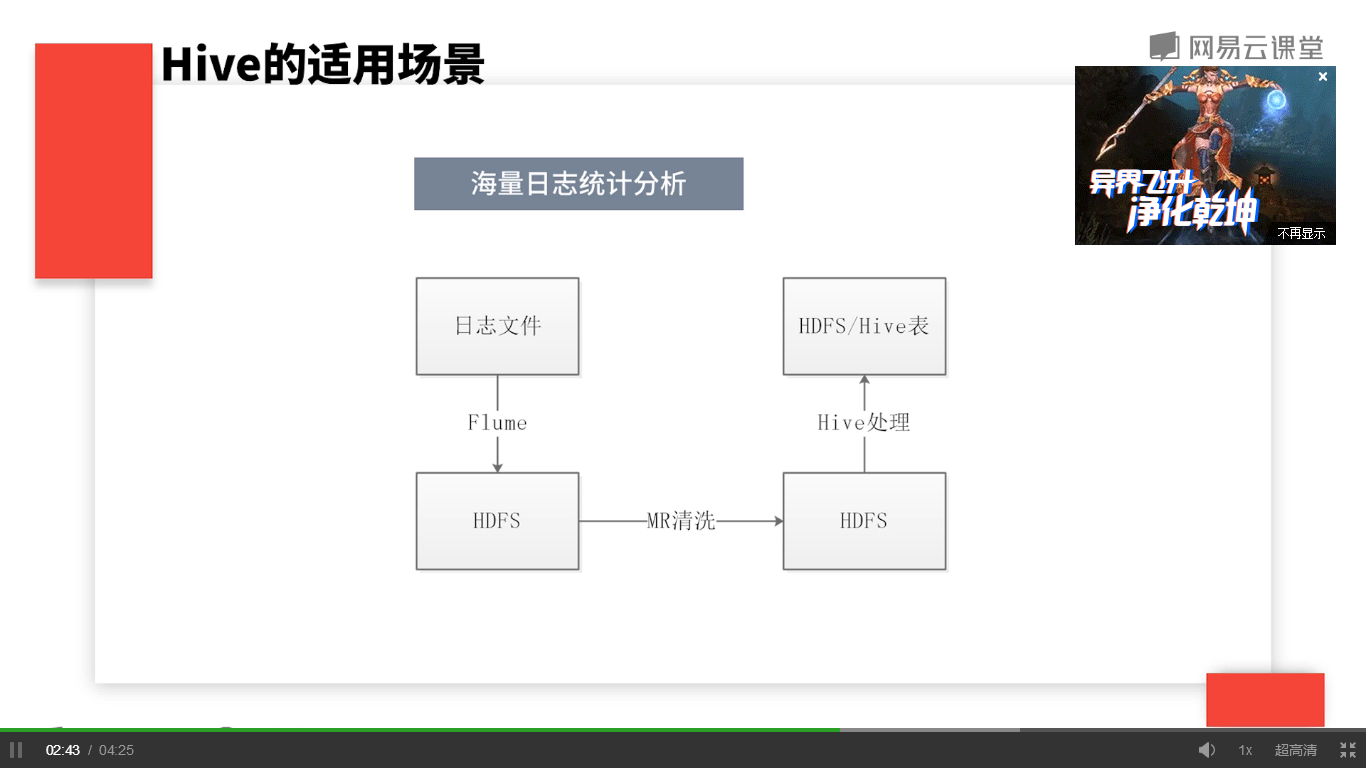 Hive的适用场景
网易云课堂
×
异界飞升
净化乾坤
不再显示
海量日志统计分析
日志文件
HDFS/Hive表
Flume
Hive处理
HDFS
MR清洗
HDFS
02:43 / 04:25
1x
超高清